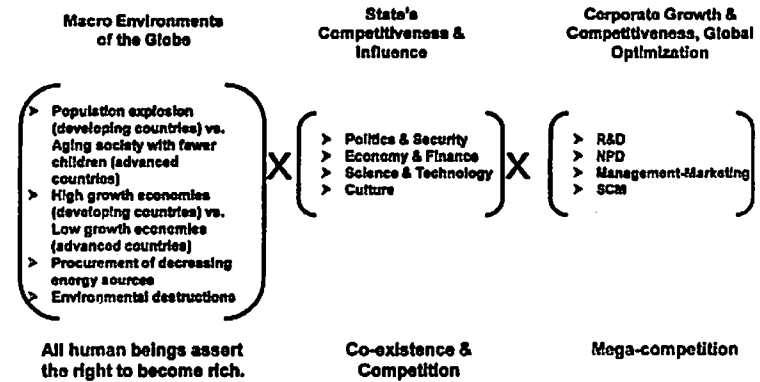 Macro Environments
of the Globe
State's
Competitiveness &
Influence
Corporate Growth &
Competitiveness, Global
Optimization
➤ Population explosion
(developing countries) vs.
Aging society with fewer
children (advanced
countries)
➤ High growth economies
(developing countries) vs.
Low growth economies
(advanced countries)
➤ Procurement of decreasing
energy sources
➤ Environmental destructions
X
➤ Politics & Security
➤ Economy & Finance
➤ Science & Technology
➤ Culture
X
➤ R&D
➤ NPD
➤ Management-Marketing
➤ SCM
All human beings assert
the right to become rich.
Co-existence &
Competition
Mega-competition